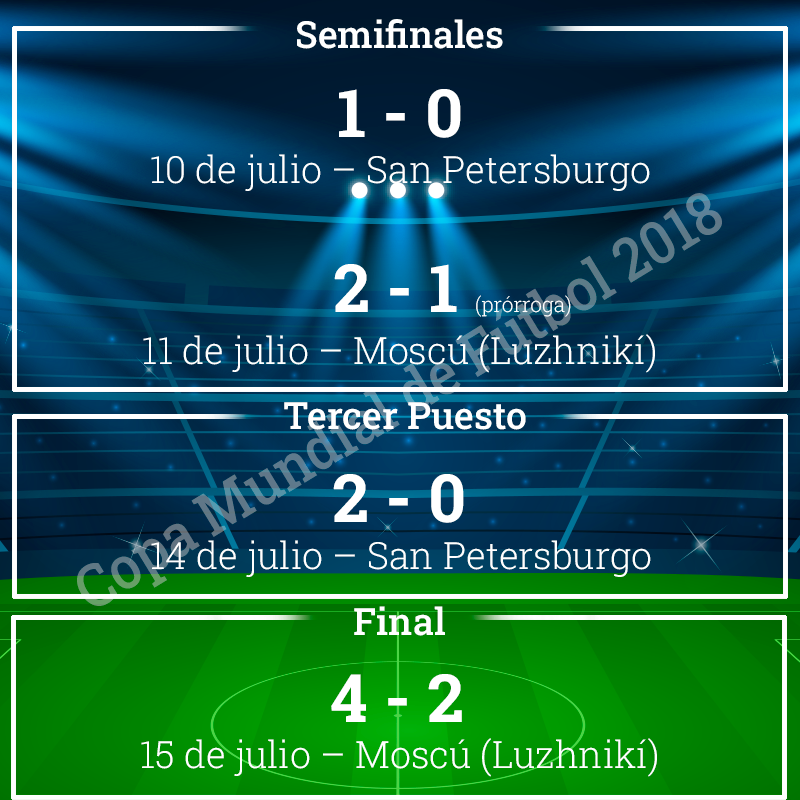 Semifinales
1 - 0
10 de julio – San Petersburgo
2 - 1 (prórroga)
11 de julio – Moscú (Luzhnikí)
Tercer Puesto
2 - 0
14 de julio – San Petersburgo
Final
4 - 2
15 de julio – Moscú (Luzhnikí)
Copa Mundial de Fútbol 2018